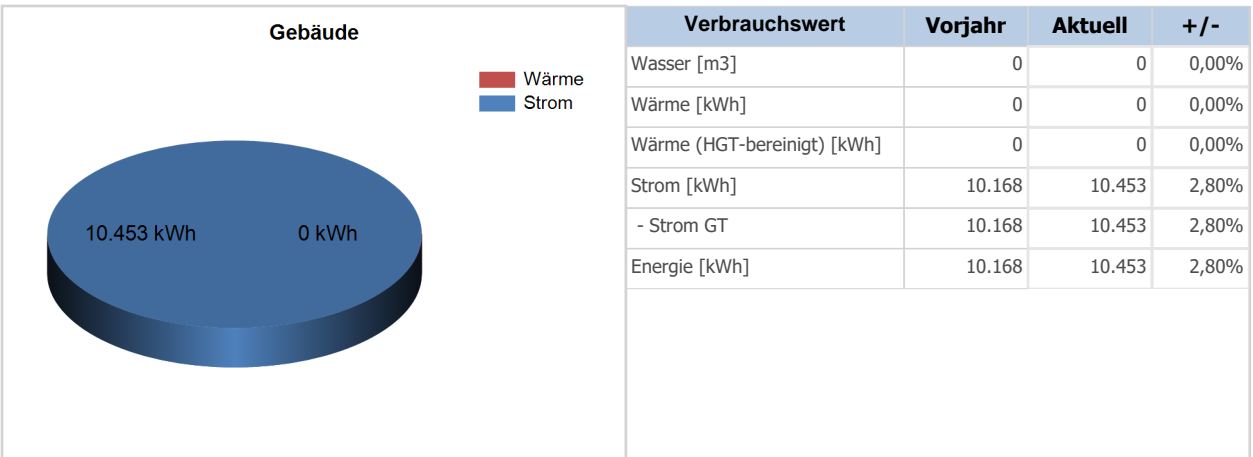 Gebäude
Wärme
Strom
10.453 kWh 0 kWh
Verbrauchswert Vorjahr Aktuell +/-
Wasser [m3] 0 0 0,00%
Wärme [kWh] 0 0 0,00%
Wärme (HGT-bereinigt) [kWh] 0 0 0,00%
Strom [kWh] 10.168 10.453 2,80%
- Strom GT 10.168 10.453 2,80%
Energie [kWh] 10.168 10.453 2,80%